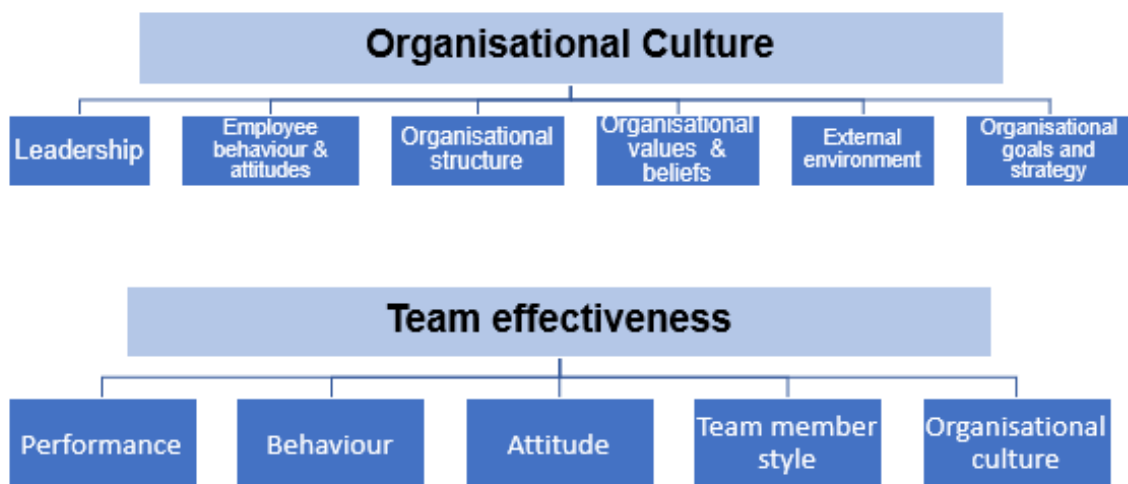 Organisational Culture
Leadership
Employee
behaviour &
attitudes
Organisational
structure
Organisational
values &
beliefs
External
environment
Organisational
goals and
strategy
Team effectiveness
Performance
Behaviour
Attitude
Team member
style
Organisational
culture